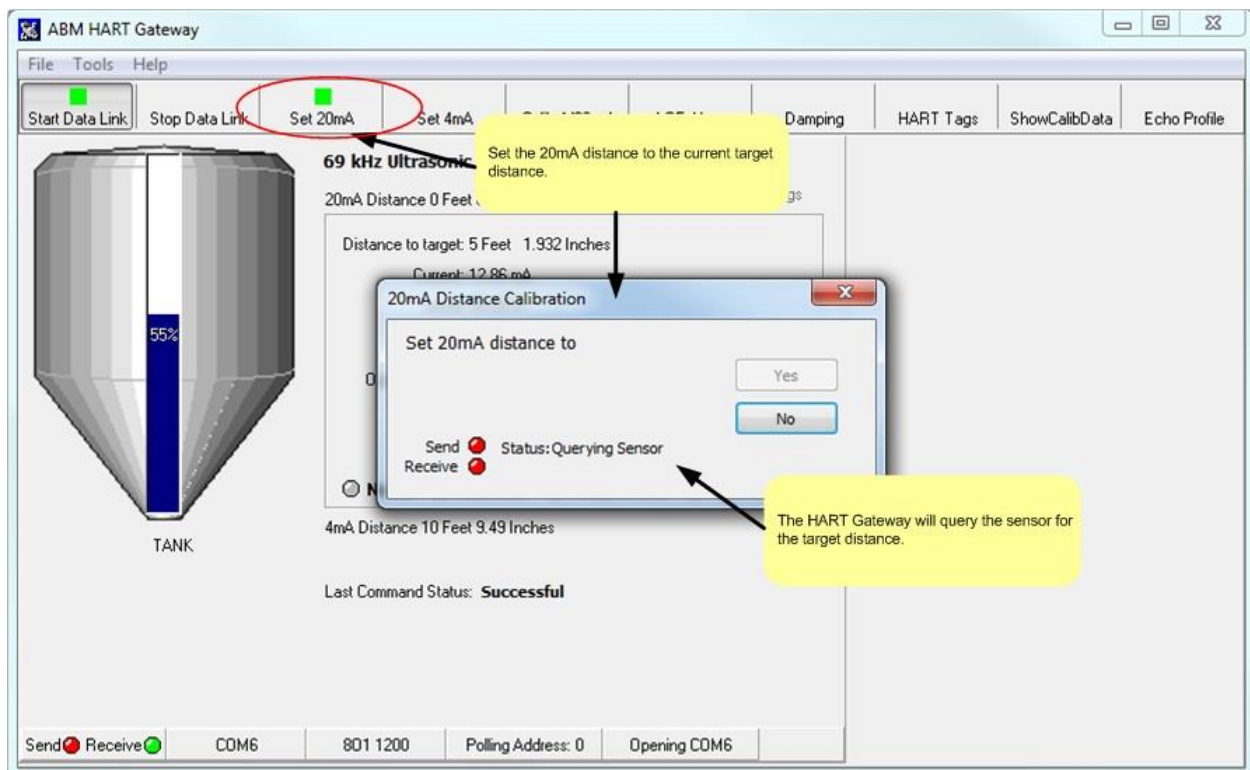 ABM HART Gateway
File Tools Help
Start Data Link Stop Data Link Set 20mA Set 4mA Damping HART Tags ShowCalibData Echo Profile
Set the 20mA distance to the current target
distance.
69 kHz Ultrasonic
20mA Distance 0 Feet
Distance to target: 5 Feet 1.932 Inches
Current: 12.86 mA
20mA Distance Calibration
Set 20mA distance to
Yes
No
Send Status: Querying Sensor
Receive
55%
TANK
The HART Gateway will query the sensor for
the target distance.
4mA Distance 10 Feet 9.49 Inches
Last Command Status: Successful
Send Receive COM6 801 1200 Polling Address: 0 Opening COM6